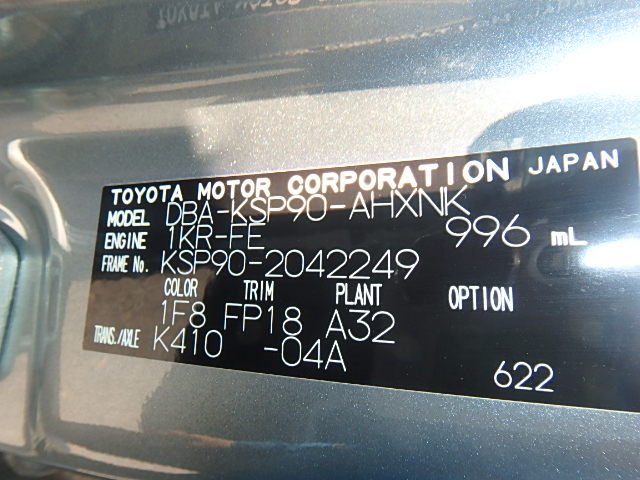 TOYOTA MOTOR CORPORATION JAPAN
MODEL DBA-KSP90-AHXNK
ENGINE 1KR-FE 996 mL
FRAME No. KSP90-2042249
COLOR TRIM PLANT OPTION
1F8 FP18 A32
TRANS./AXLE K410 -04A
622